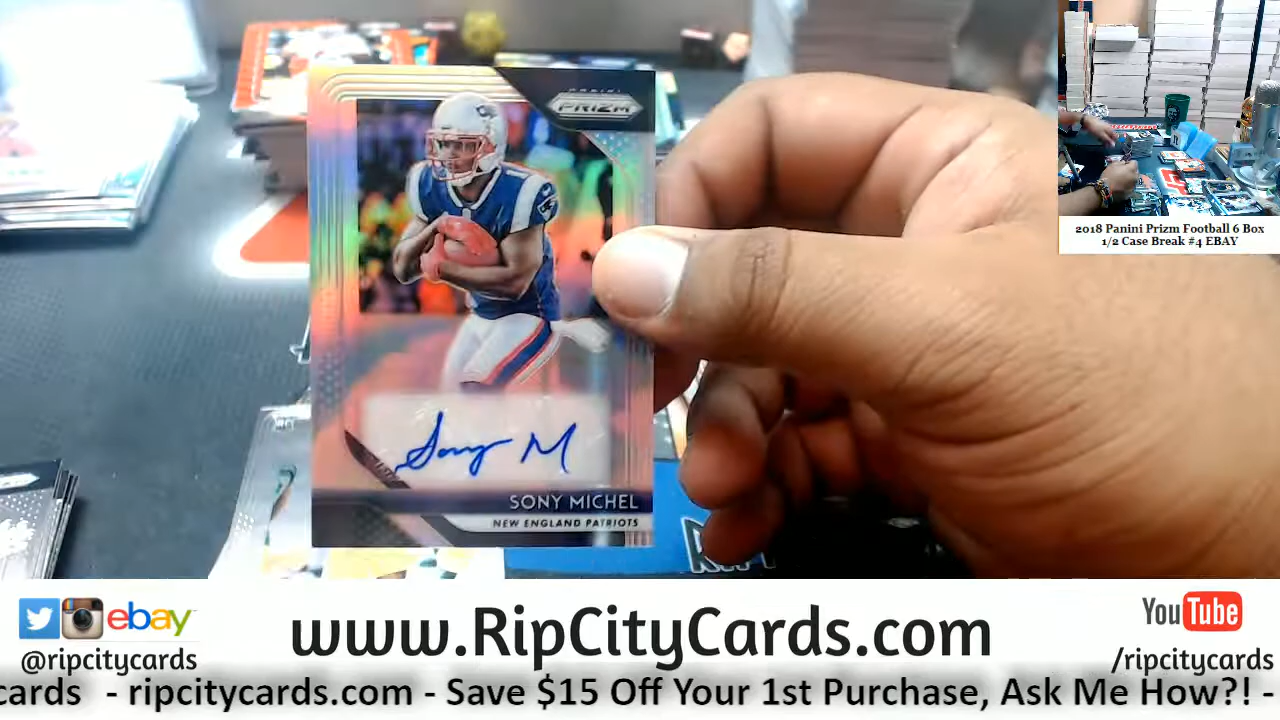 PANINI
PRIZM
Sony M
SONY MICHEL
NEW ENGLAND PATRIOTS
2018 Panini Prizm Football 6 Box
1/2 Case Break #4 EBAY
ebay
@ripcitycards
www.RipCityCards.com
YouTube
/ripcitycards
cards - ripcitycards.com - Save $15 Off Your 1st Purchase, Ask Me How?! -